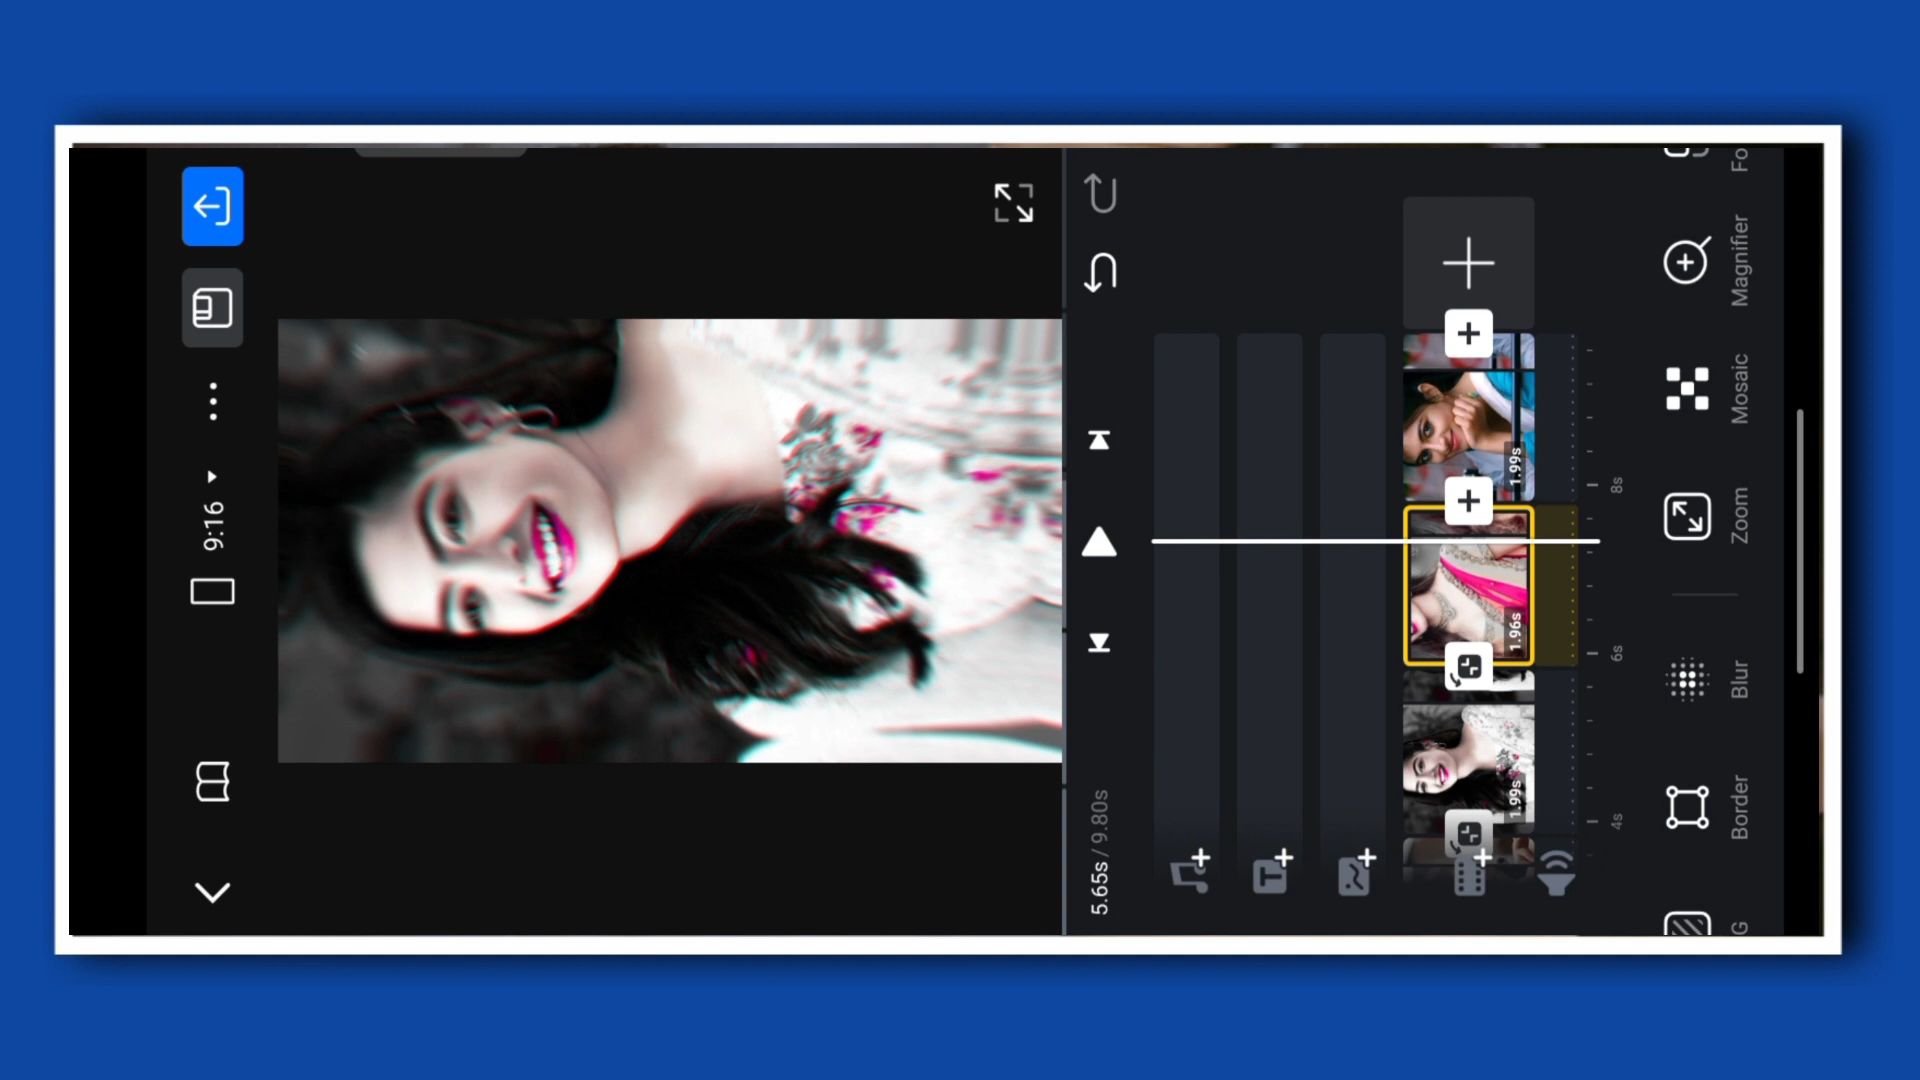 9:16
5.65s / 9.80s
1.99s
1.96s
1.99s
4s
6s
8s
G
Border
Blur
Zoom
Mosaic
Magnifier
Fo